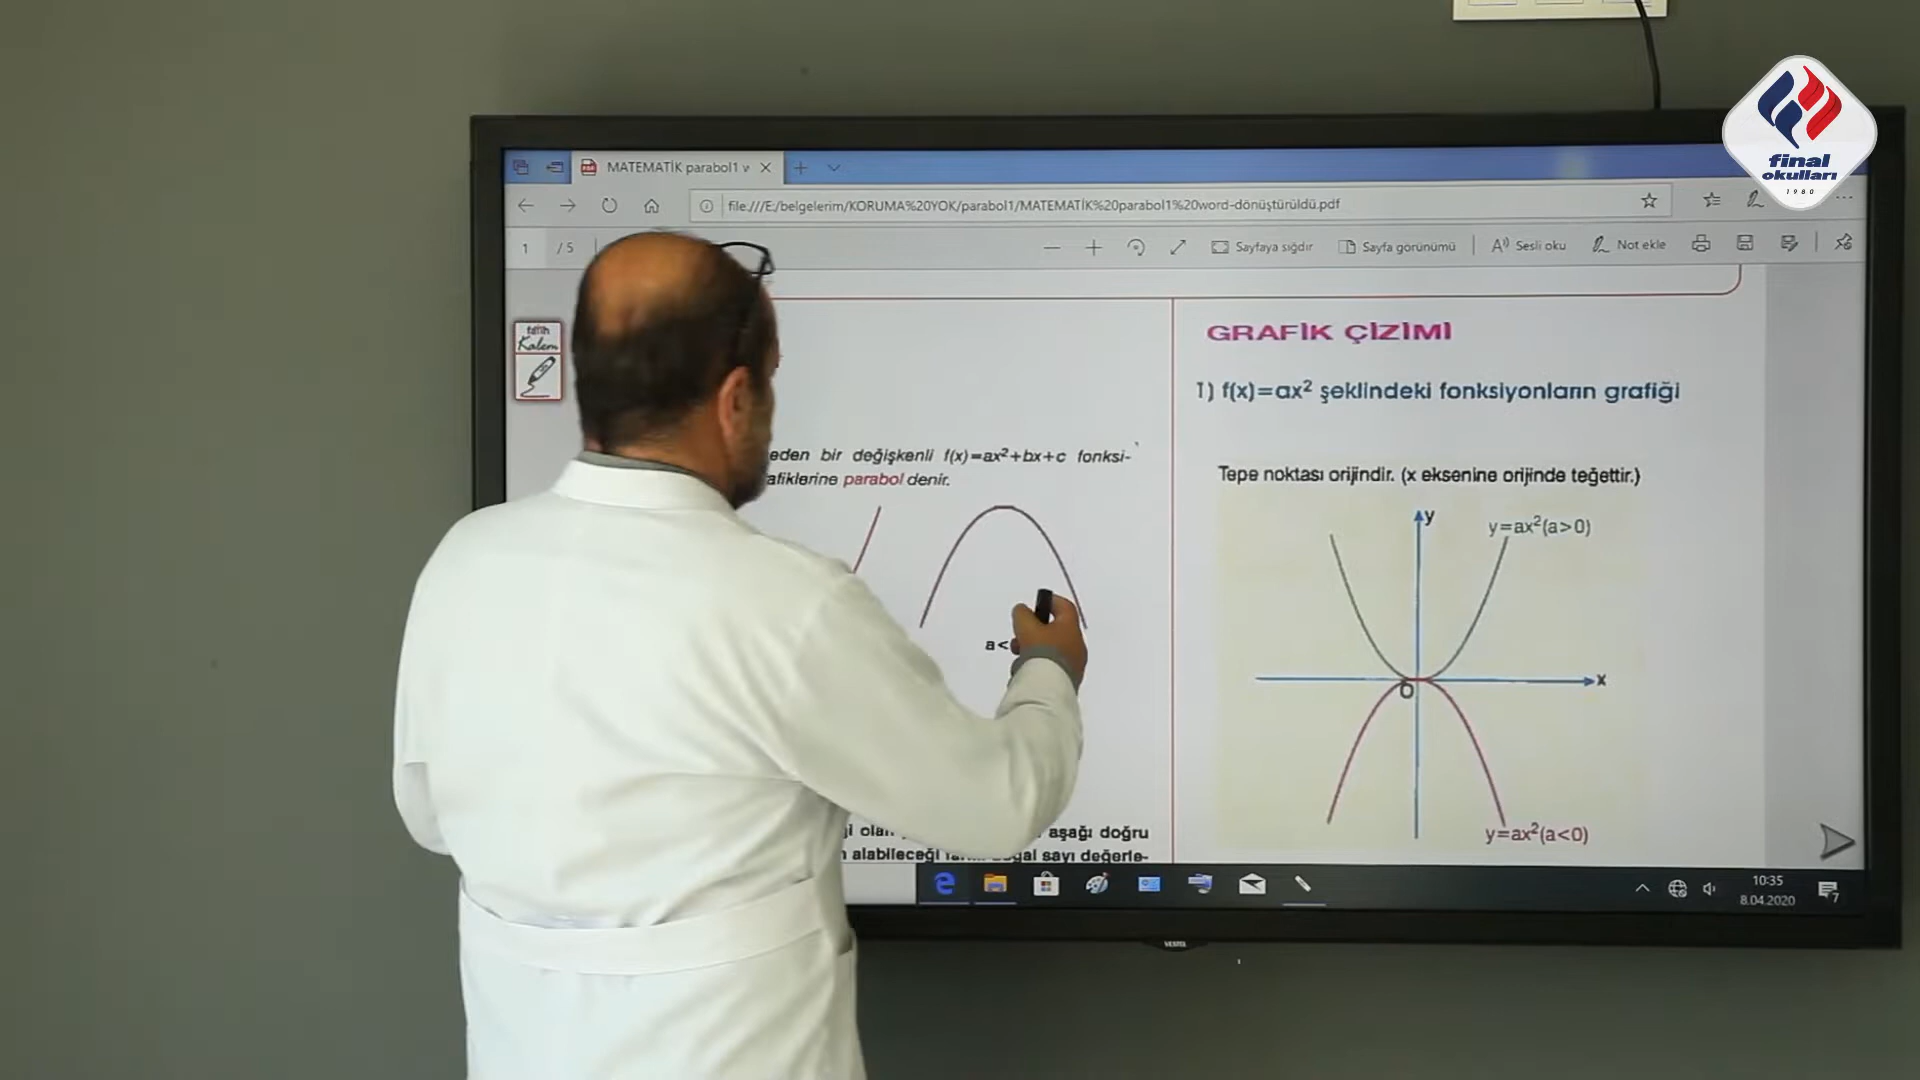 final
okulları
1980
MATEMATİK parabol1 v
file:///E:/belgelerim/KORUMA%20YOK/parabol1/MATEMATİK%20parabol1%20word-dönüştürüldü.pdf
1 / 5
Sayfaya sığdır
Sayfa görünümü
Sesli oku
Not ekle
fatih
Kalem
eden bir değişkenli f(x)=ax²+bx+c fonksi-
afiklerine parabol denir.
a<
aşağı doğru
alabileceği
sayı değerle-
GRAFİK ÇİZİMİ
1) f(x)=ax² şeklindeki fonksiyonların grafiği
Tepe noktası orijindir. (x eksenine orijinde teğettir.)
y
y=ax²(a>0)
x
O
y=ax²(a<0)
10:35
8.04.2020
7
VESTEL